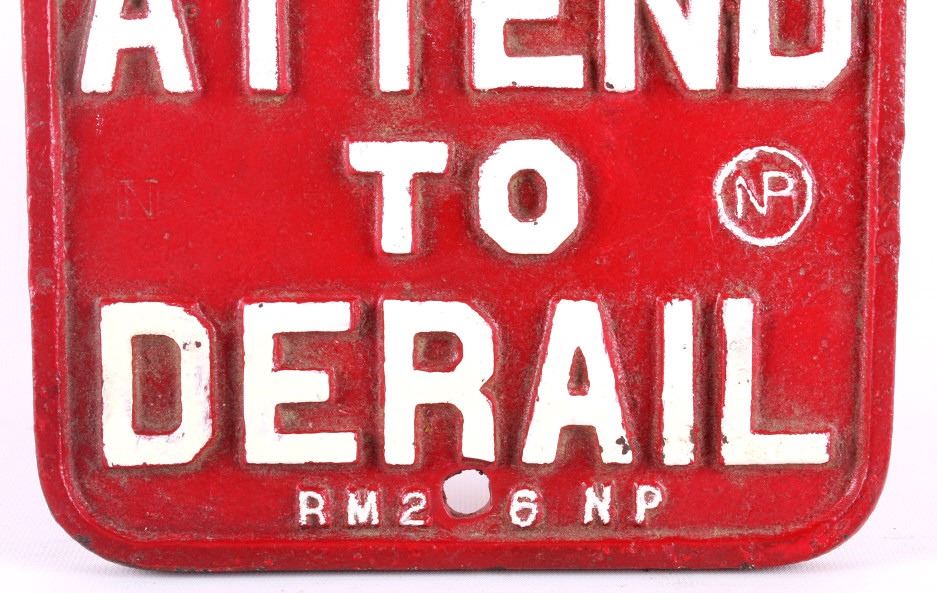 ATTEND
TO
NP
N
DERAIL
RM2 6 NP